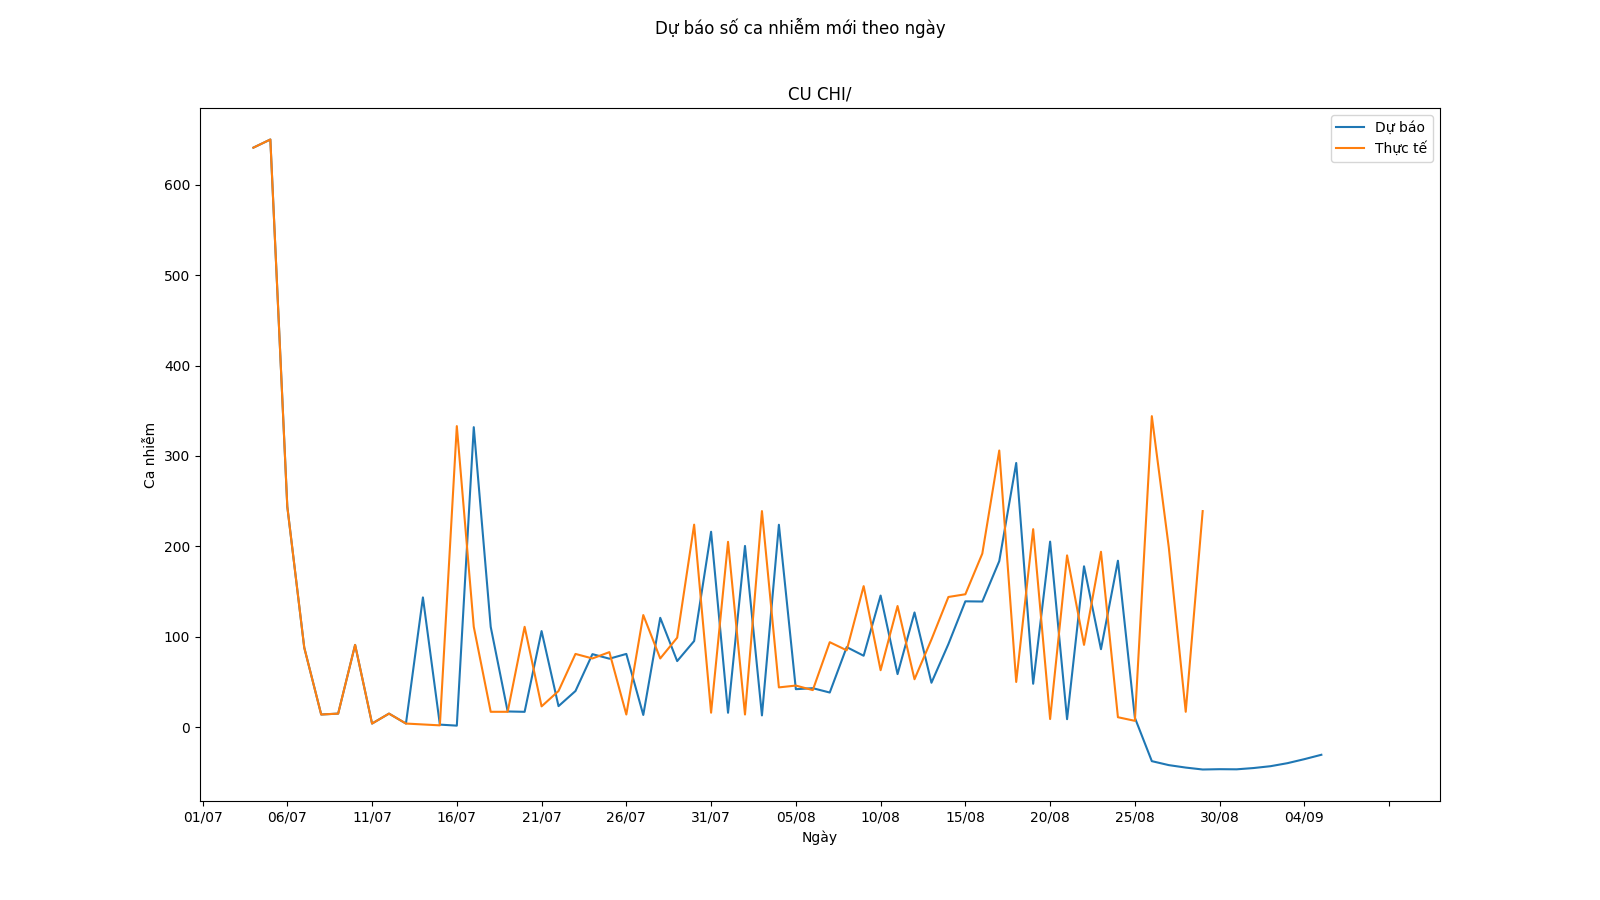 Dự báo số ca nhiễm mới theo ngày
CU CHI/
Dự báo
Thực tế
600
500
400
300
200
100
0
Ca nhiễm
01/07 06/07 11/07 16/07 21/07 26/07 31/07 05/08 10/08 15/08 20/08 25/08 30/08 04/09
Ngày